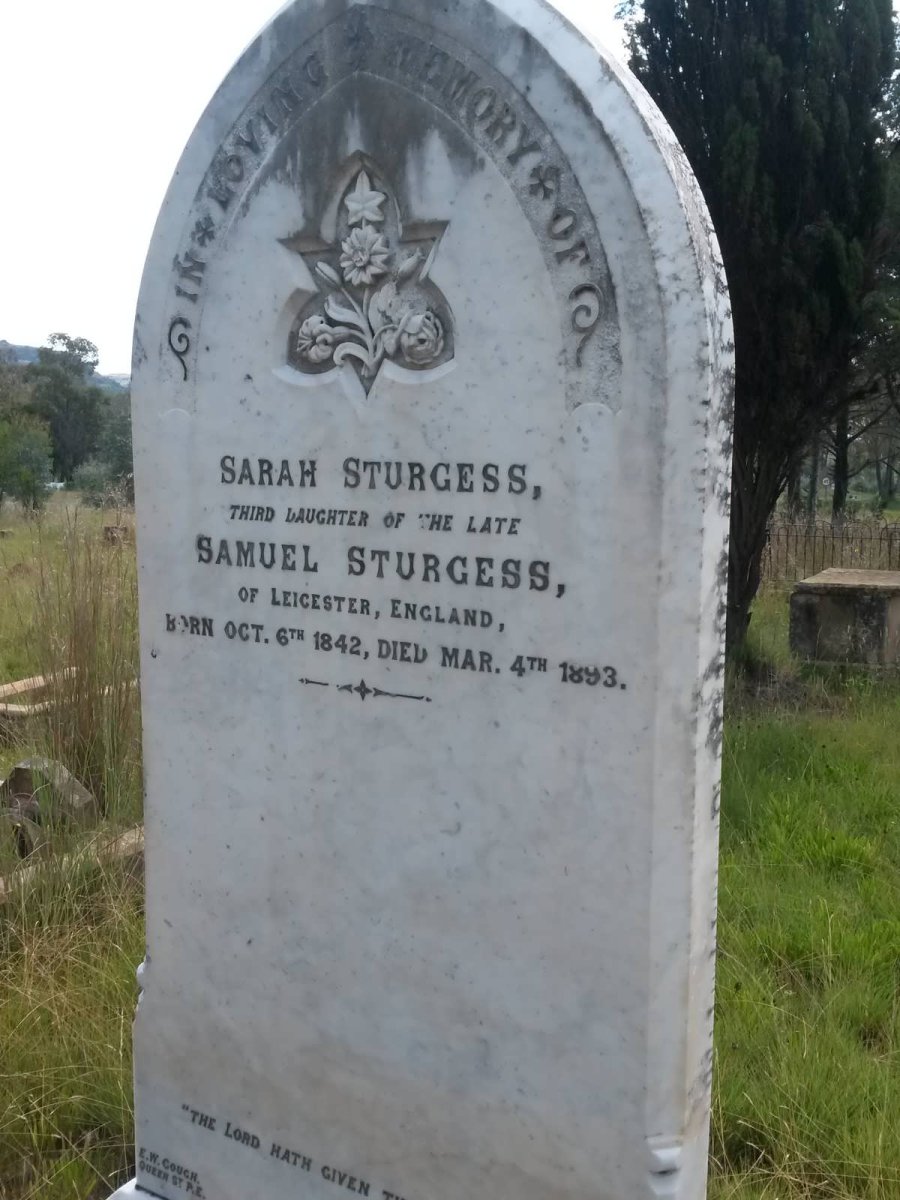 IN LOVING MEMORY OF
SARAH STURGESS,
THIRD DAUGHTER OF THE LATE
SAMUEL STURGESS,
OF LEICESTER, ENGLAND,
BORN OCT. 6TH 1842, DIED MAR. 4TH 1893.
"THE LORD HATH GIVEN
E.W. GOUGH,
QUEEN ST P.E.